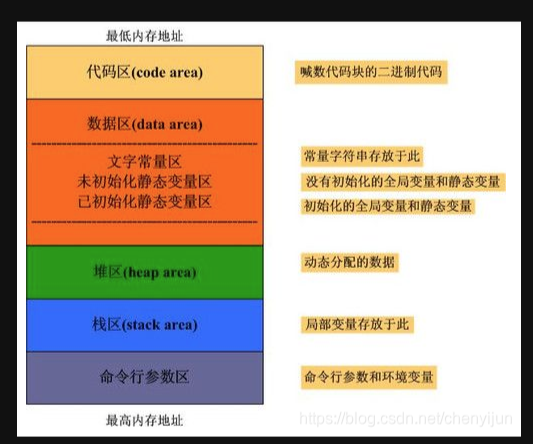 最低内存地址
代码区(code area)
喊数代码块的二进制代码
数据区(data area)
文字常量区
常量字符串存放于此
未初始化静态变量区
没有初始化的全局变量和静态变量
已初始化静态变量区
初始化的全局变量和静态变量
堆区(heap area)
动态分配的数据
栈区(stack area)
局部变量存放于此
命令行参数区
命令行参数和环境变量
最高内存地址
https://blog.csdn.net/chenyijun